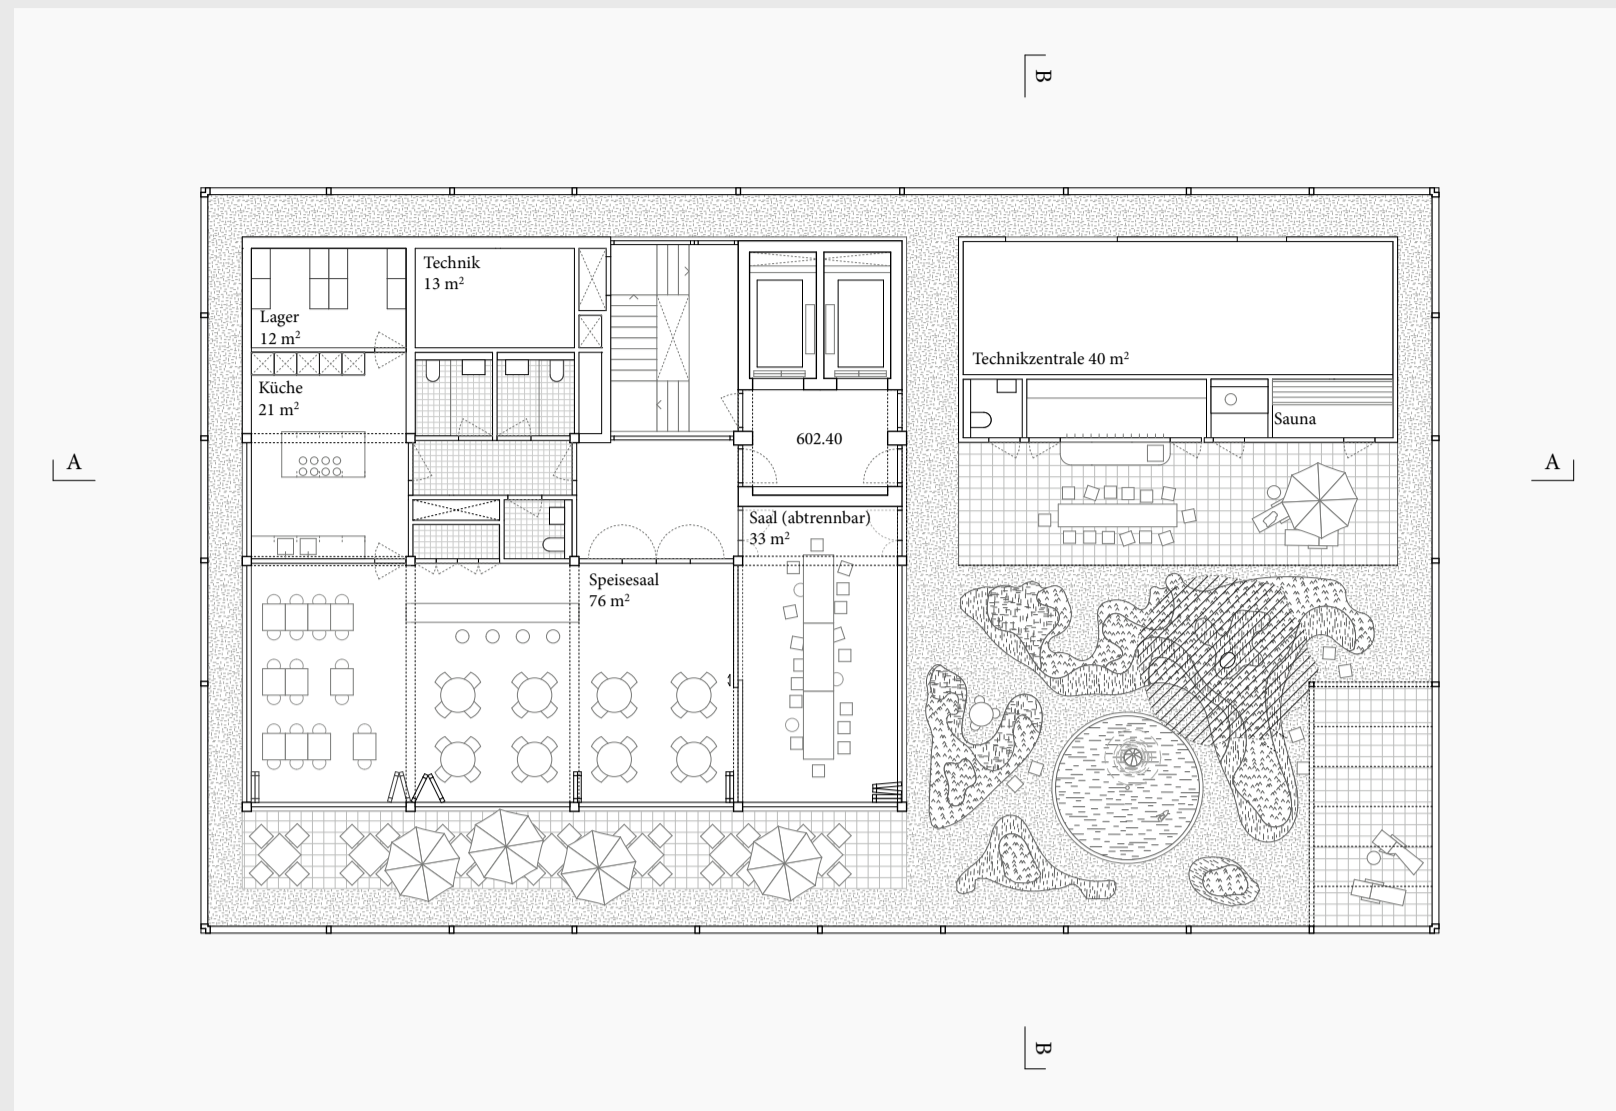 B
Technik
13 m²
Lager
12 m²
Technikzentrale 40 m²
Küche
21 m²
Sauna
602.40
A
A
Saal (abtrennbar)
33 m²
Speisesaal
76 m²
B